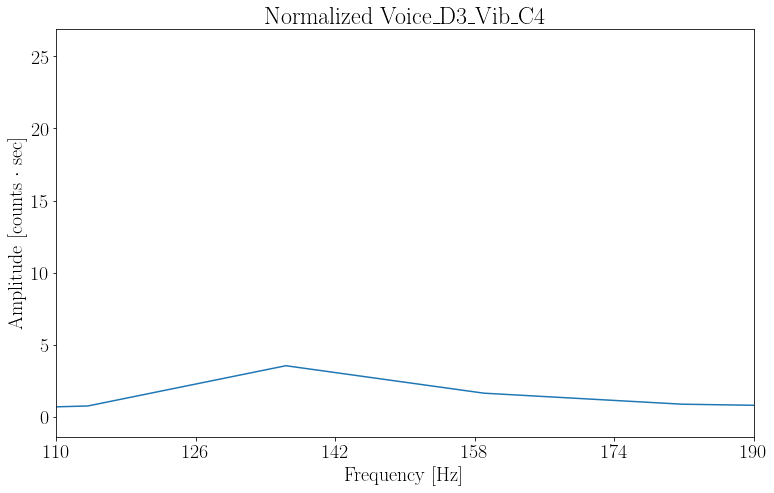 Normalized Voice_D3_Vib_C4
Amplitude [counts · sec]
25
20
15
10
5
0
110 126 142 158 174 190
Frequency [Hz]